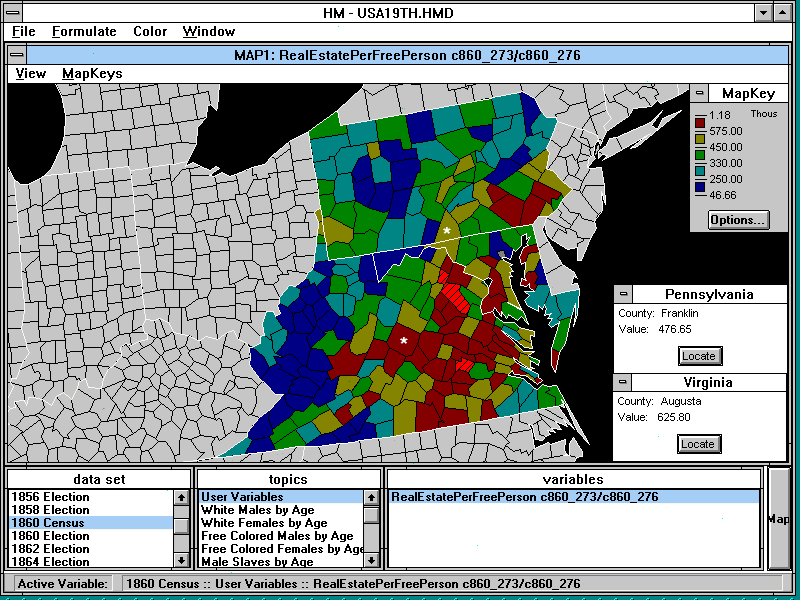 HM - USA19TH.HMD
File Formulate Color Window
MAP1: RealEstatePerFreePerson c860_273/c860_276
View MapKeys
MapKey
1.18 Thous
575.00
450.00
330.00
250.00
46.66
Options...
*
*
Pennsylvania
County: Franklin
Value: 476.65
Locate
Virginia
County: Augusta
Value: 625.80
Locate
data set
1856 Election
1858 Election
1860 Census
1860 Election
1862 Election
1864 Election
topics
User Variables
White Males by Age
White Females by Age
Free Colored Males by Age
Free Colored Females by Age
Male Slaves by Age
variables
RealEstatePerFreePerson c860_273/c860_276
Map
Active Variable: 1860 Census :: User Variables :: RealEstatePerFreePerson c860_273/c860_276